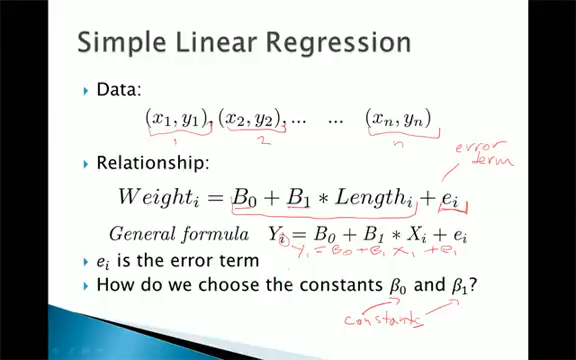 Simple Linear Regression
Data:
(x₁, y₁), (x₂, y₂), ... ... (xₙ, yₙ)
1 2 n
error
term
Relationship:
Weightᵢ = B₀ + B₁ * Lengthᵢ + eᵢ
General formula Yᵢ = B₀ + B₁ * Xᵢ + eᵢ
Y₁ = B₀ + B₁ X₁ + e₁
eᵢ is the error term
How do we choose the constants β₀ and β₁?
constants